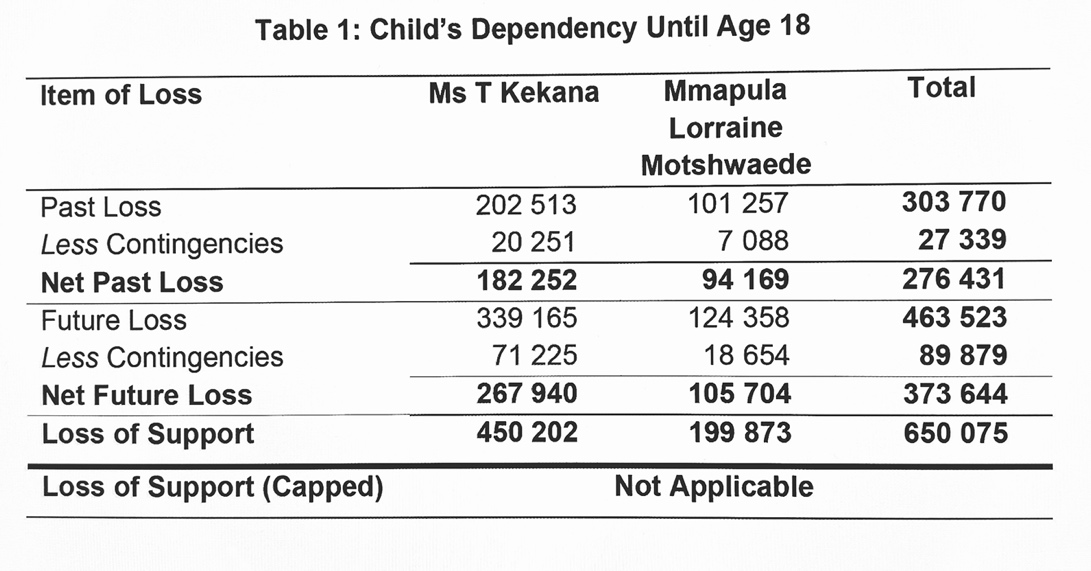 Table 1: Child's Dependency Until Age 18
Item of Loss Ms T Kekana Mmapula Total
Lorraine
Motshwaede
Past Loss 202 513 101 257 303 770
Less Contingencies 20 251 7 088 27 339
Net Past Loss 182 252 94 169 276 431
Future Loss 339 165 124 358 463 523
Less Contingencies 71 225 18 654 89 879
Net Future Loss 267 940 105 704 373 644
Loss of Support 450 202 199 873 650 075
Loss of Support (Capped) Not Applicable